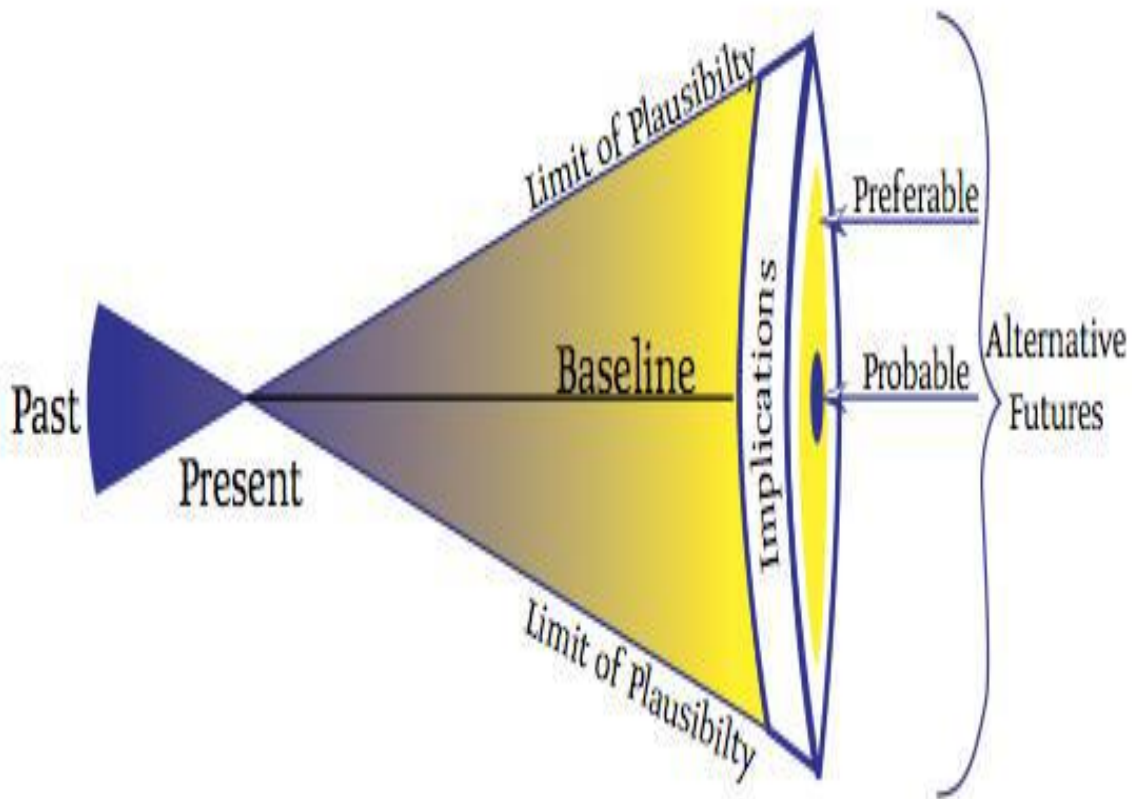 Limit of Plausibilty
Preferable
Implications
Alternative
Futures
Baseline
Probable
Past
Present
Limit of Plausibilty